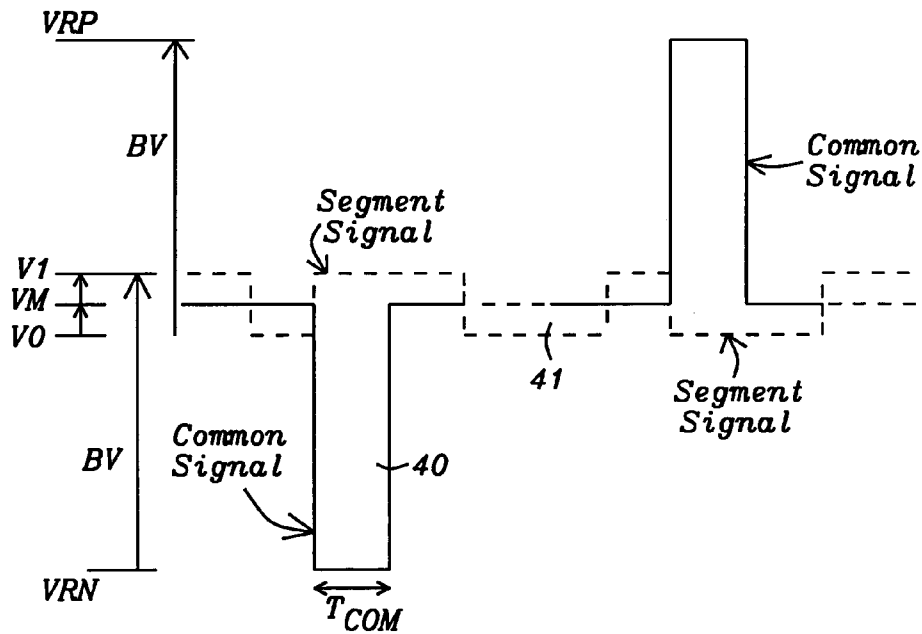 VRP
BV
Common
Signal
Segment
Signal
V1
VM
V0
41
Segment
Signal
Common
Signal
40
BV
VRN
TCOM